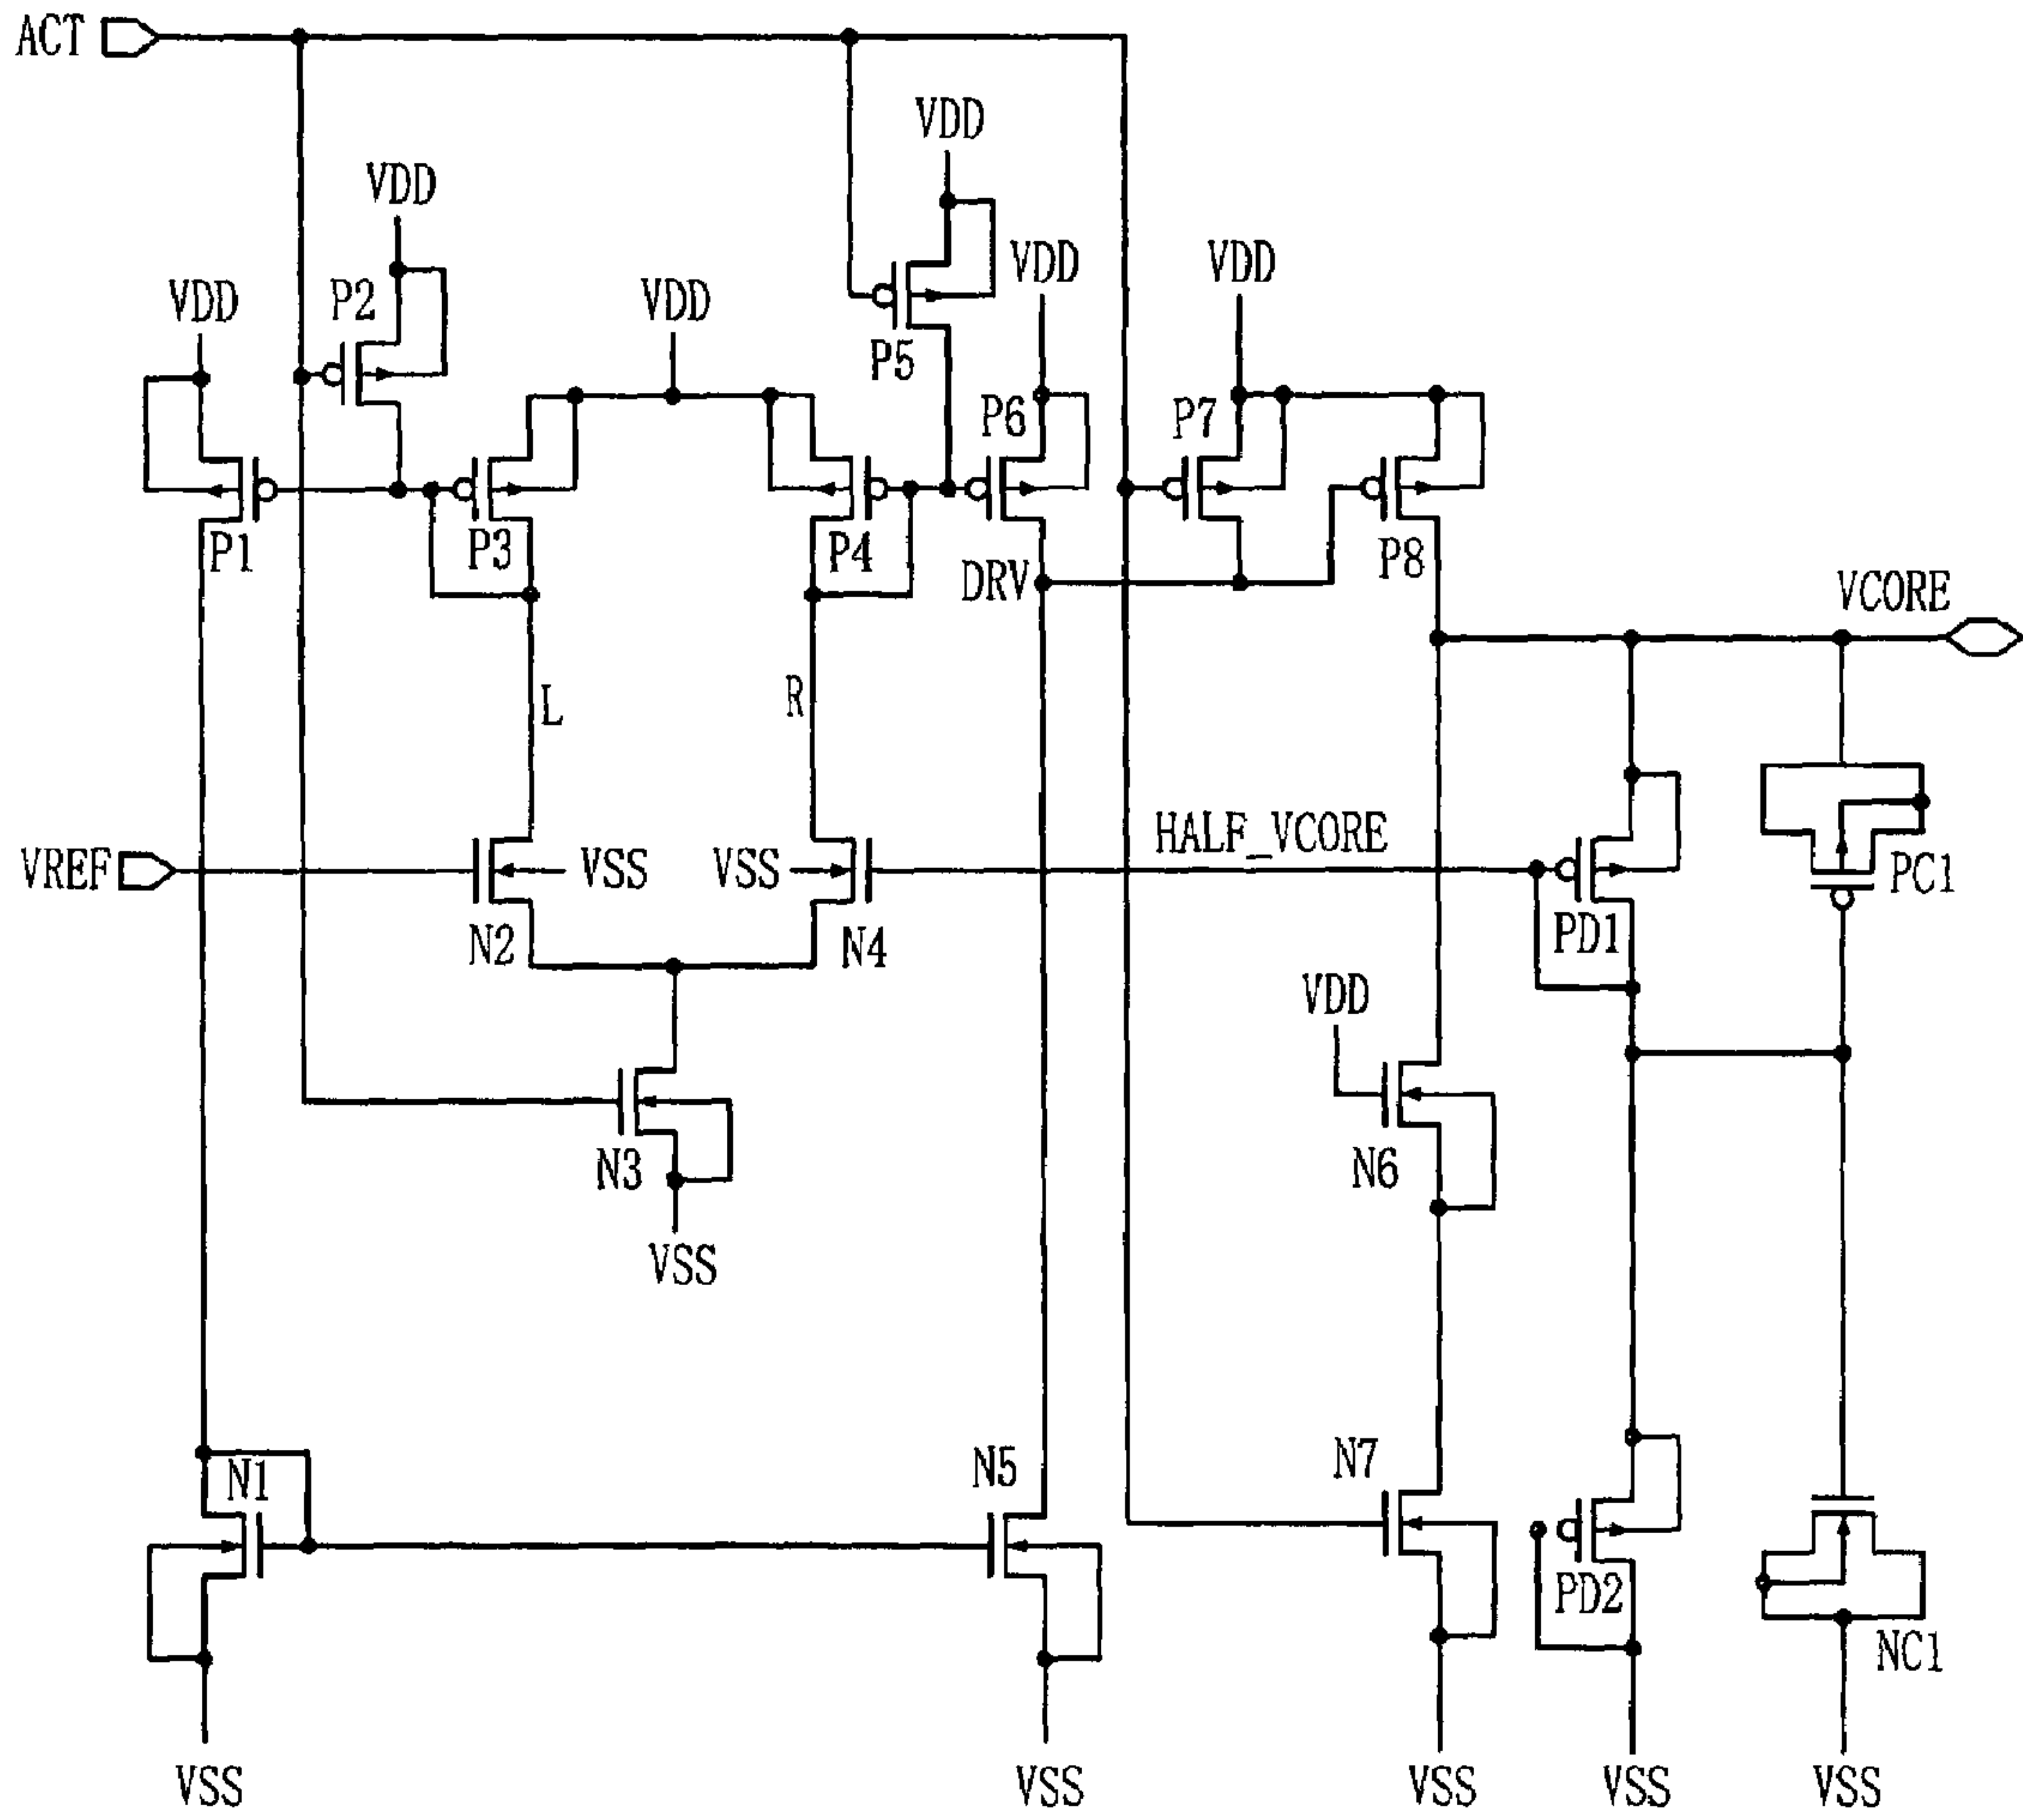 ACT
VDD
VDD
P2
VDD
VDD
VDD
VDD
VDD
P5
P6
P7
P1
P3
P4
DRV
P8
VCORE
L
R
HALF_VCORE
VREF
VSS
VSS
PC1
N2
N4
PD1
VDD
N3
N6
VSS
N1
N5
N7
PD2
NC1
VSS
VSS
VSS
VSS
VSS